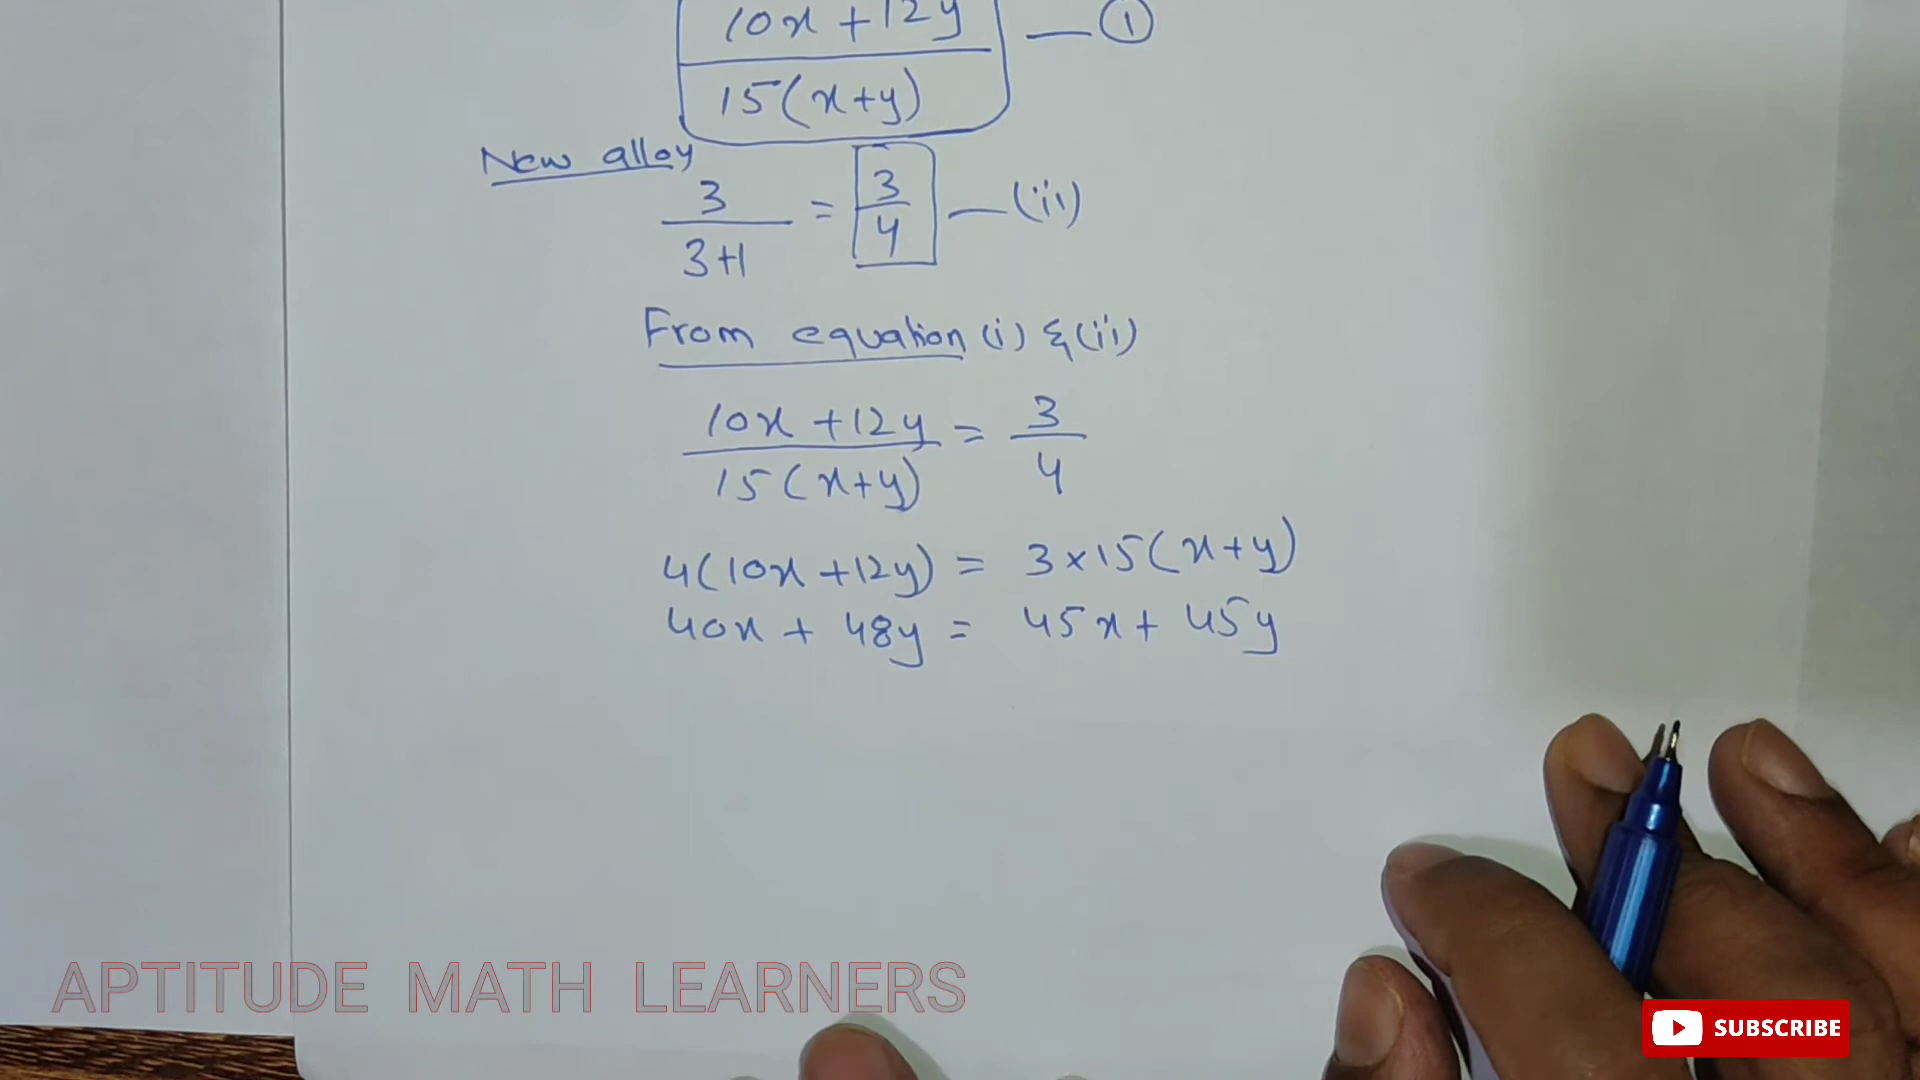 10x + 12y — ①
15(x+y)
New alloy
3/3+1 = 3/4 — (ii)
From equation (i) & (ii)
10x + 12y/15(x+y) = 3/4
4(10x + 12y) = 3×15(x+y)
40x + 48y = 45x + 45y
APTITUDE MATH LEARNERS
SUBSCRIBE